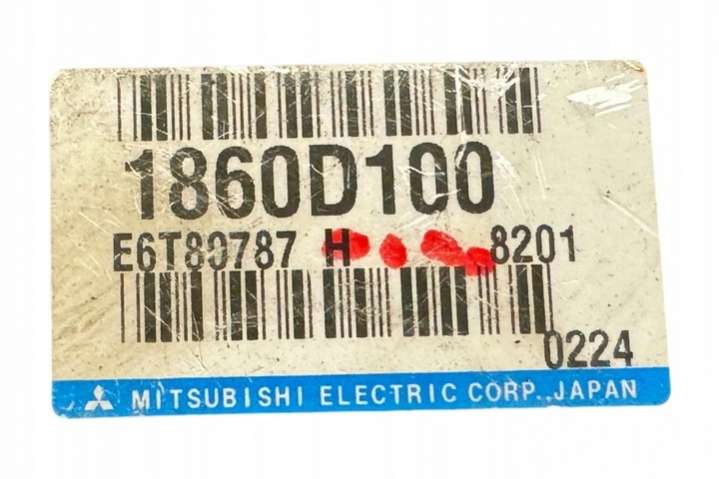 1860D100
E6T80787 H 8201
0224
MITSUBISHI ELECTRIC CORP., JAPAN